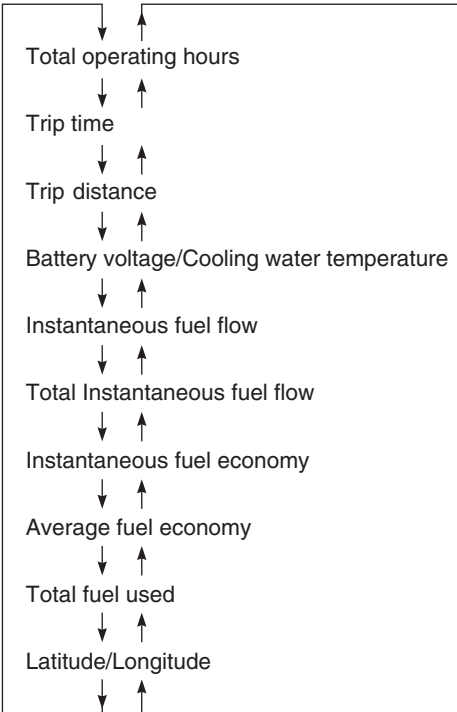 Total operating hours
Trip time
Trip distance
Battery voltage/Cooling water temperature
Instantaneous fuel flow
Total Instantaneous fuel flow
Instantaneous fuel economy
Average fuel economy
Total fuel used
Latitude/Longitude